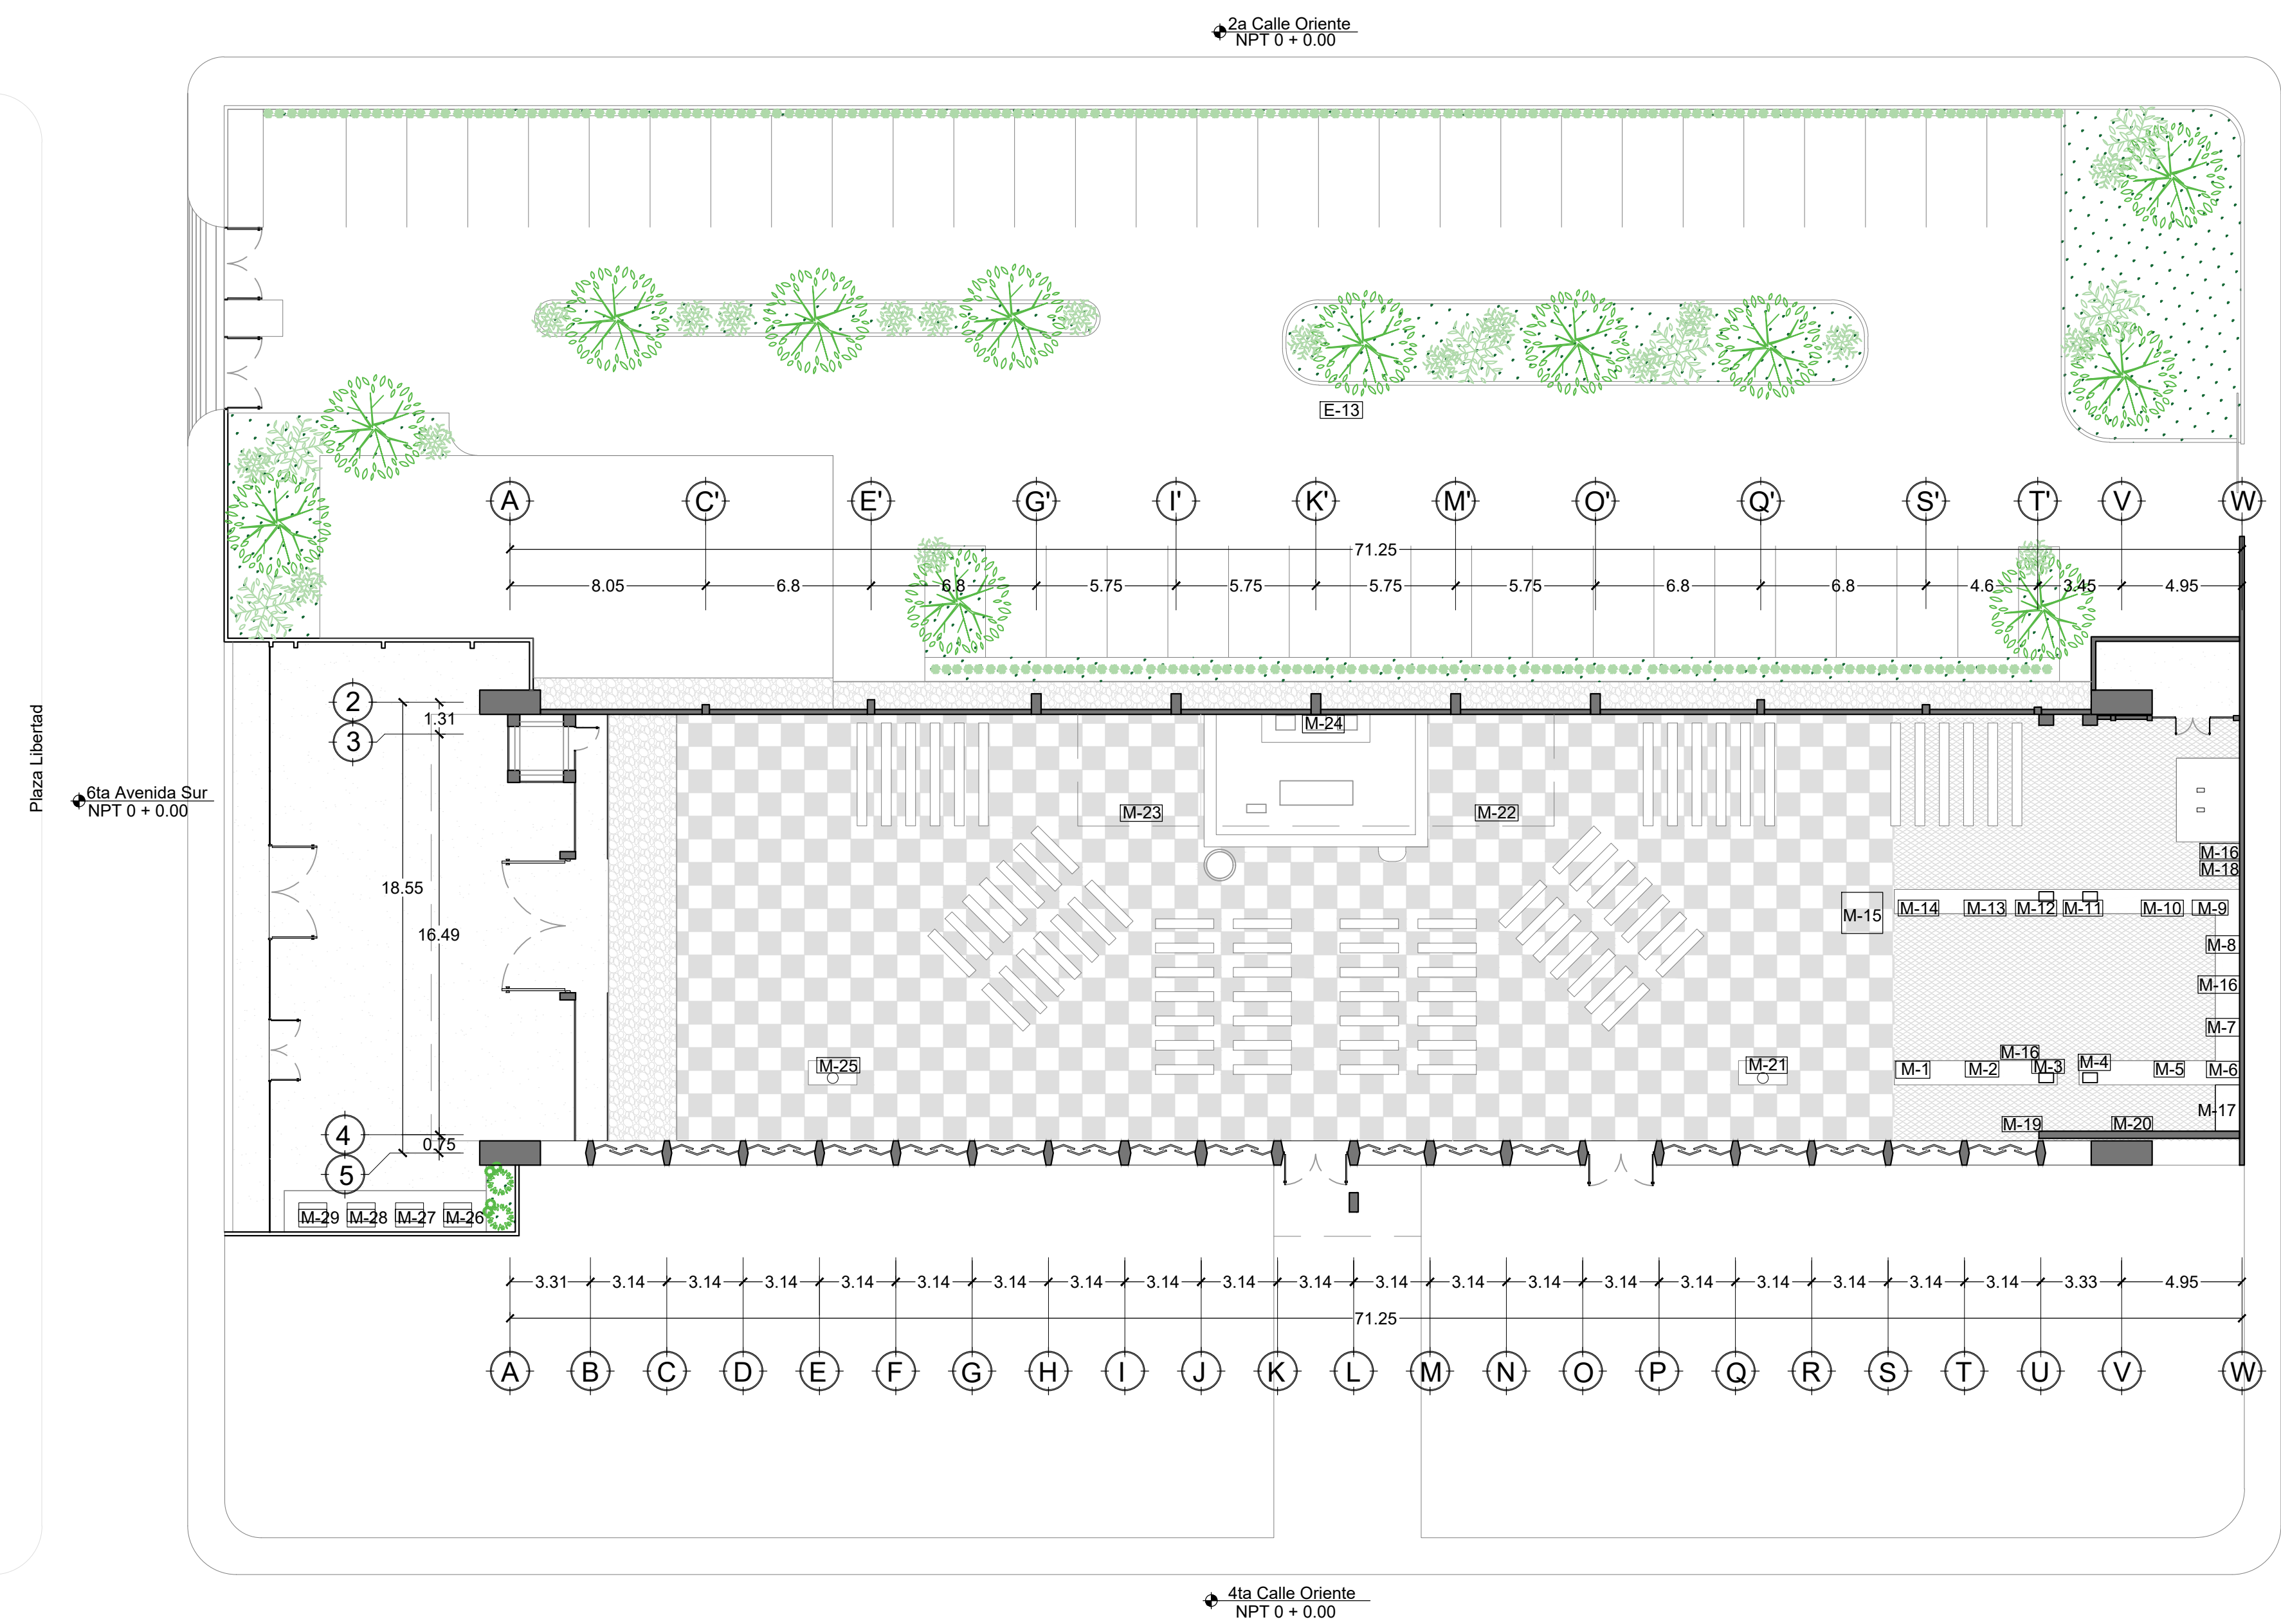 2a Calle Oriente
NPT 0 + 0.00
E-13
A C' E' G' I' K' M' O' Q' S' T' V W
71.25
8.05 6.8 6.8 5.75 5.75 5.75 5.75 6.8 6.8 4.6 3.45 4.95
Plaza Libertad
6ta Avenida Sur
NPT 0 + 0.00
2
1.31
3
18.55
16.49
4
0.75
5
M-24
M-23
M-22
M-16
M-18
M-15
M-14 M-13 M-12 M-11 M-10 M-9
M-8
M-16
M-7
M-16
M-25
M-21
M-1 M-2 M-3 M-4 M-5 M-6
M-17
M-19 M-20
M-29 M-28 M-27 M-26
3.31 3.14 3.14 3.14 3.14 3.14 3.14 3.14 3.14 3.14 3.14 3.14 3.14 3.14 3.14 3.14 3.14 3.14 3.14 3.14 3.33 4.95
71.25
A B C D E F G H I J K L M N O P Q R S T U V W
4ta Calle Oriente
NPT 0 + 0.00